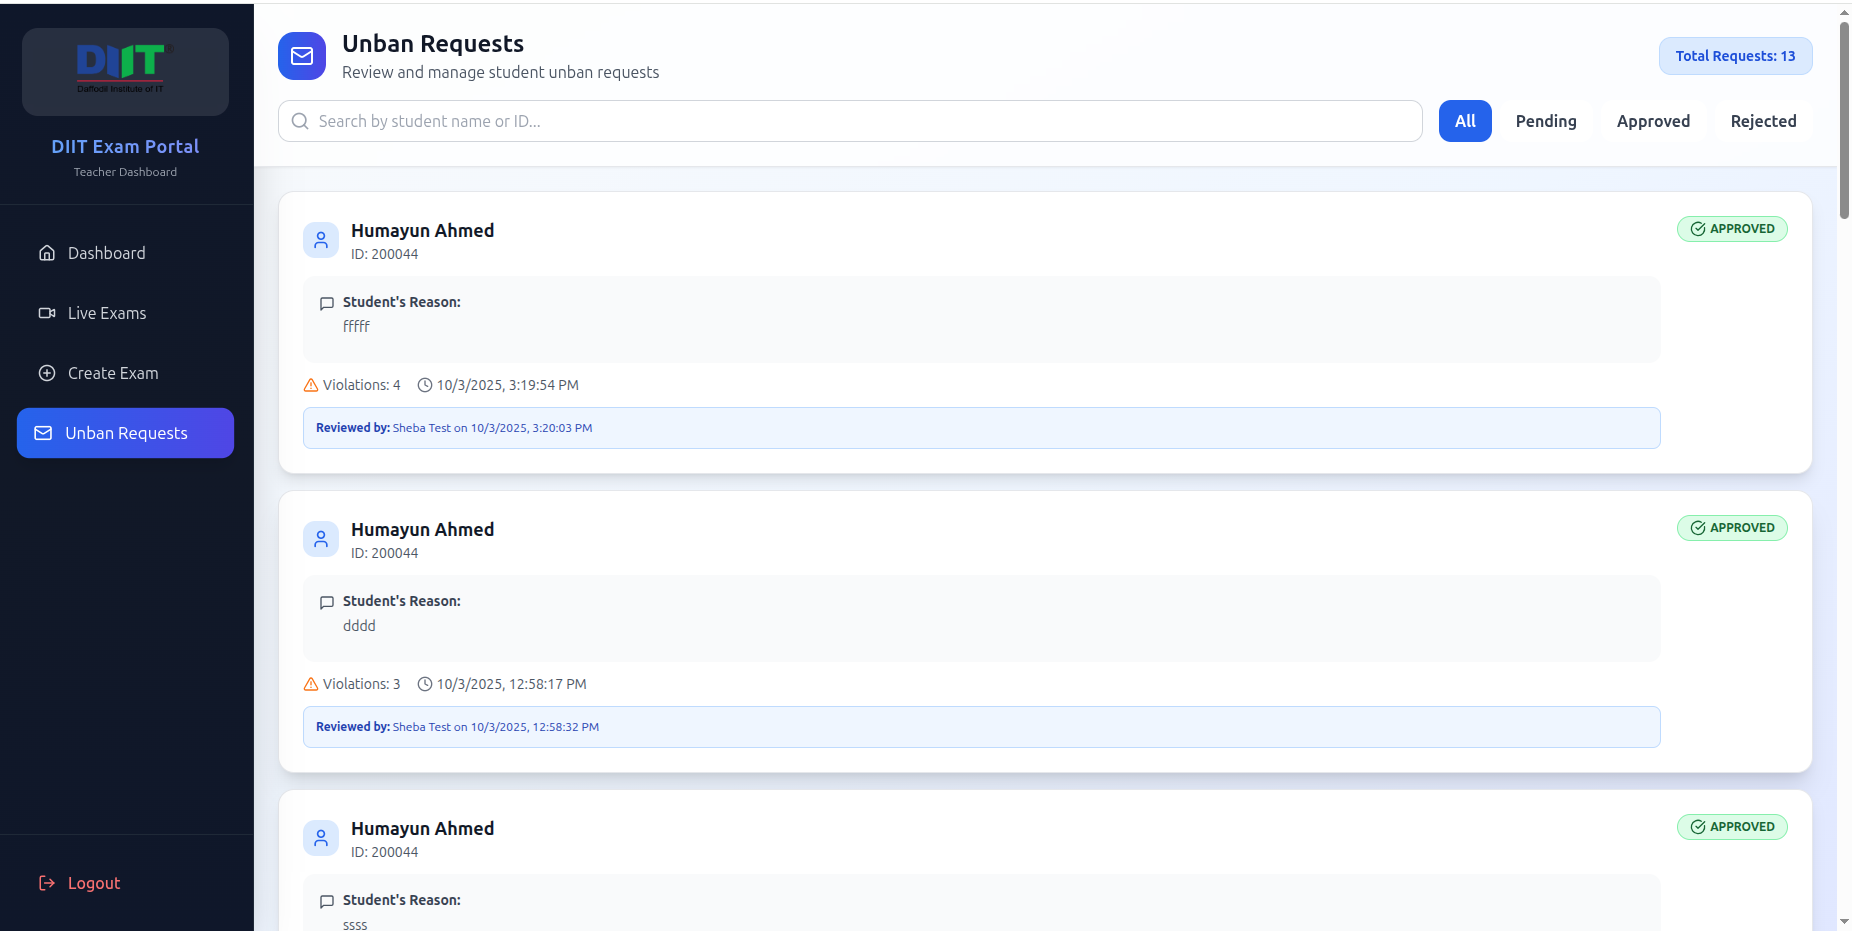 DIIT
Daffodil Institute of IT
DIIT Exam Portal
Teacher Dashboard
Dashboard
Live Exams
Create Exam
Unban Requests
Logout
Unban Requests
Review and manage student unban requests
Total Requests: 13
Search by student name or ID...
All
Pending
Approved
Rejected
Humayun Ahmed
ID: 200044
APPROVED
Student's Reason:
fffff
Violations: 4
10/3/2025, 3:19:54 PM
Reviewed by: Sheba Test on 10/3/2025, 3:20:03 PM
Humayun Ahmed
ID: 200044
APPROVED
Student's Reason:
dddd
Violations: 3
10/3/2025, 12:58:17 PM
Reviewed by: Sheba Test on 10/3/2025, 12:58:32 PM
Humayun Ahmed
ID: 200044
APPROVED
Student's Reason:
ssss